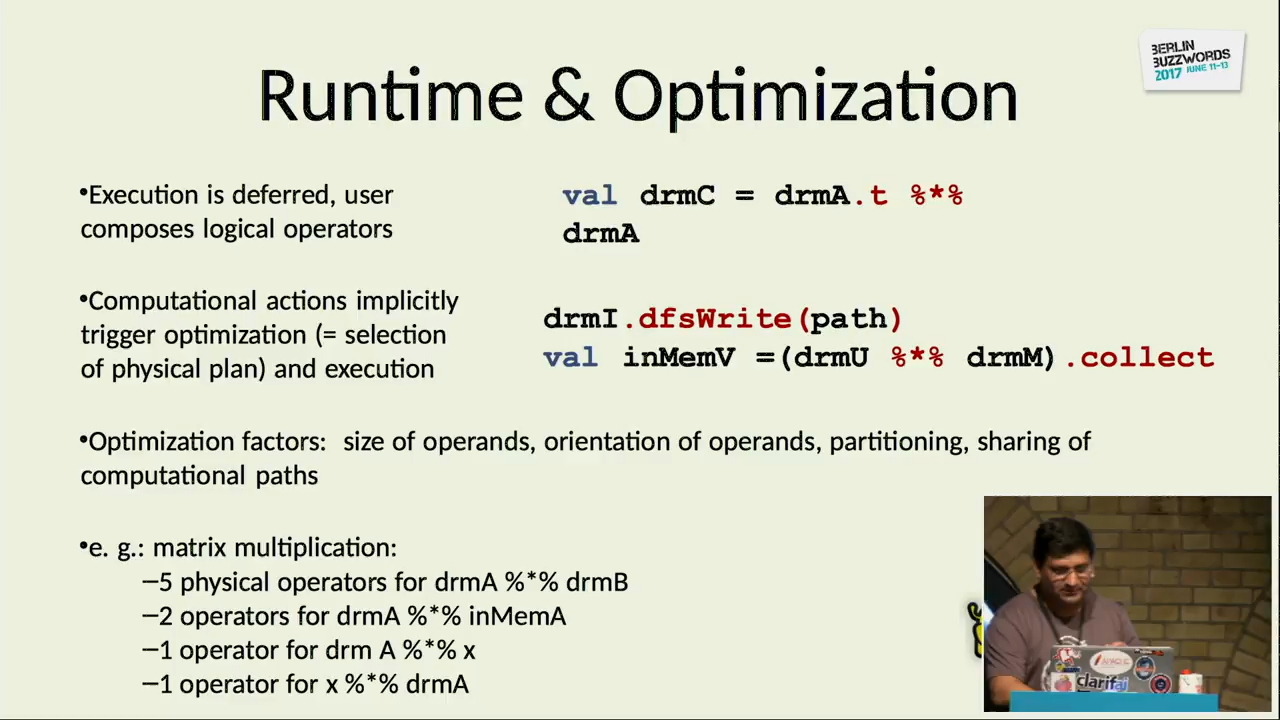 BERLIN
BUZZWORDS
2017 JUNE 11-13
Runtime & Optimization
•Execution is deferred, user
composes logical operators
val drmC = drmA.t %*%
drmA
•Computational actions implicitly
trigger optimization (= selection
of physical plan) and execution
drmI.dfsWrite(path)
val inMemV =(drmU %*% drmM).collect
•Optimization factors:  size of operands, orientation of operands, partitioning, sharing of
computational paths
•e. g.: matrix multiplication:
–5 physical operators for drmA %*% drmB
–2 operators for drmA %*% inMemA
–1 operator for drm A %*% x
–1 operator for x %*% drmA
clarifai